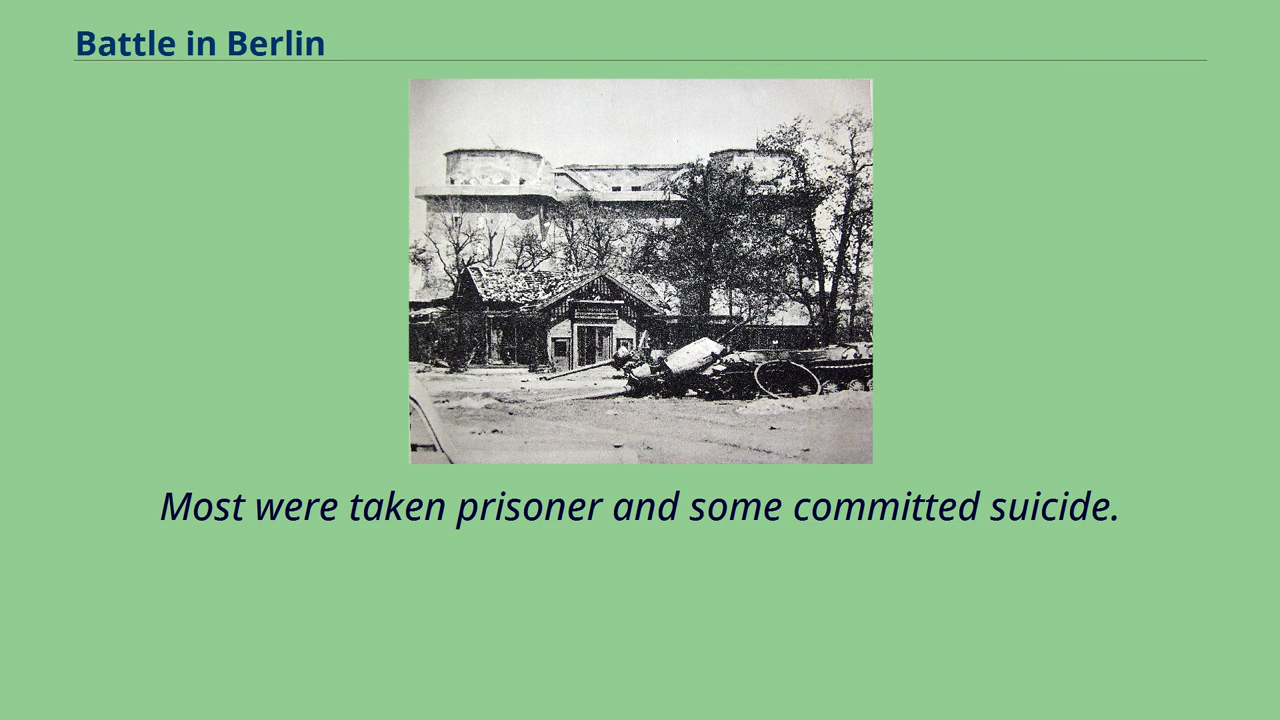 Battle in Berlin
Most were taken prisoner and some committed suicide.